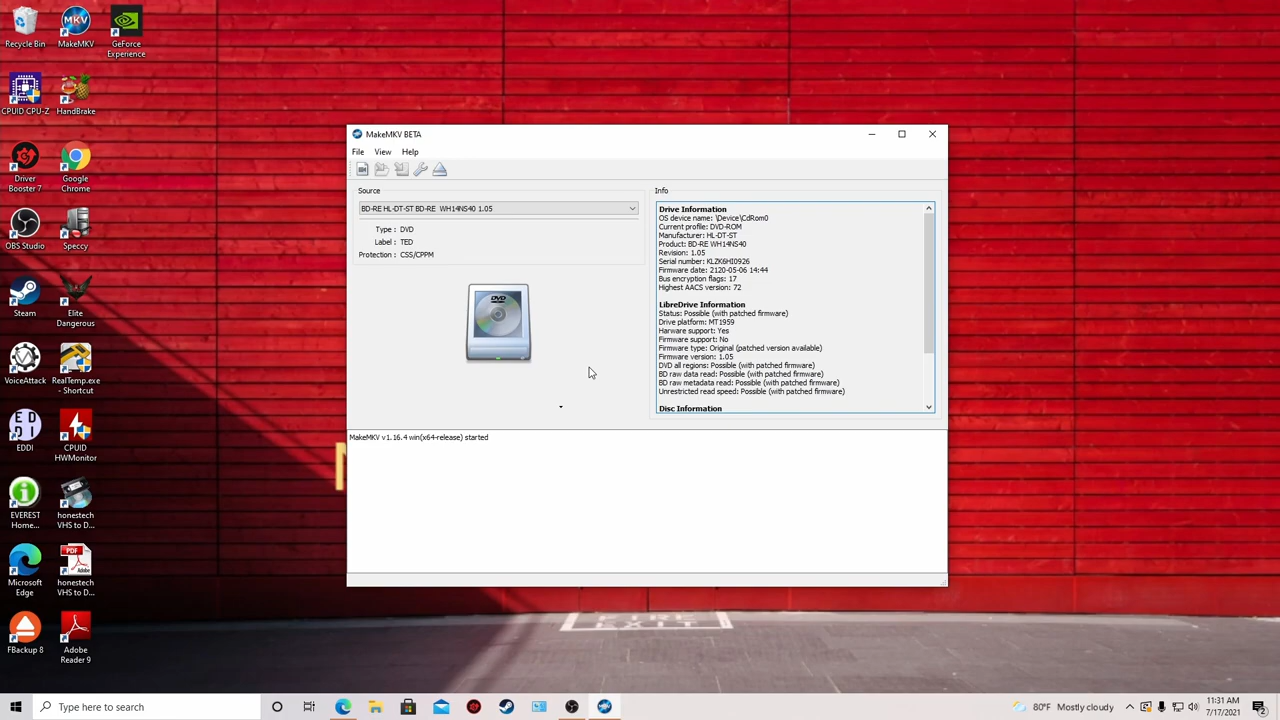 Recycle Bin
MakeMKV
GeForce Experience
CPUID CPU-Z
HandBrake
Driver Booster 7
Google Chrome
OBS Studio
Speccy
Steam
Elite Dangerous
VoiceAttack
RealTemp.exe - Shortcut
EDDI
CPUID HWMonitor
EVEREST Home...
honestech VHS to D...
Microsoft Edge
honestech VHS to D...
FBackup 8
Adobe Reader 9
MakeMKV BETA
File View Help
Source
BD-RE HL-DT-ST BD-RE WH14NS40 1.05
Type : DVD
Label : TED
Protection : CSS/CPPM
DVD
Info
Drive Information
OS device name: \Device\CdRom0
Current profile: DVD-ROM
Manufacturer: HL-DT-ST
Product: BD-RE WH14NS40
Revision: 1.05
Serial number: KLZK6HI0926
Firmware date: 2120-05-06 14:44
Bus encryption flags: 17
Highest AACS version: 72
LibreDrive Information
Status: Possible (with patched firmware)
Drive platform: MT1959
Harware support: Yes
Firmware support: No
Firmware type: Original (patched version available)
Firmware version: 1.05
DVD all regions: Possible (with patched firmware)
BD raw data read: Possible (with patched firmware)
BD raw metadata read: Possible (with patched firmware)
Unrestricted read speed: Possible (with patched firmware)
Disc Information
MakeMKV v1.16.4 win(x64-release) started
FIRE
EXIT
Type here to search
80°F Mostly cloudy
11:31 AM
7/17/2021
2